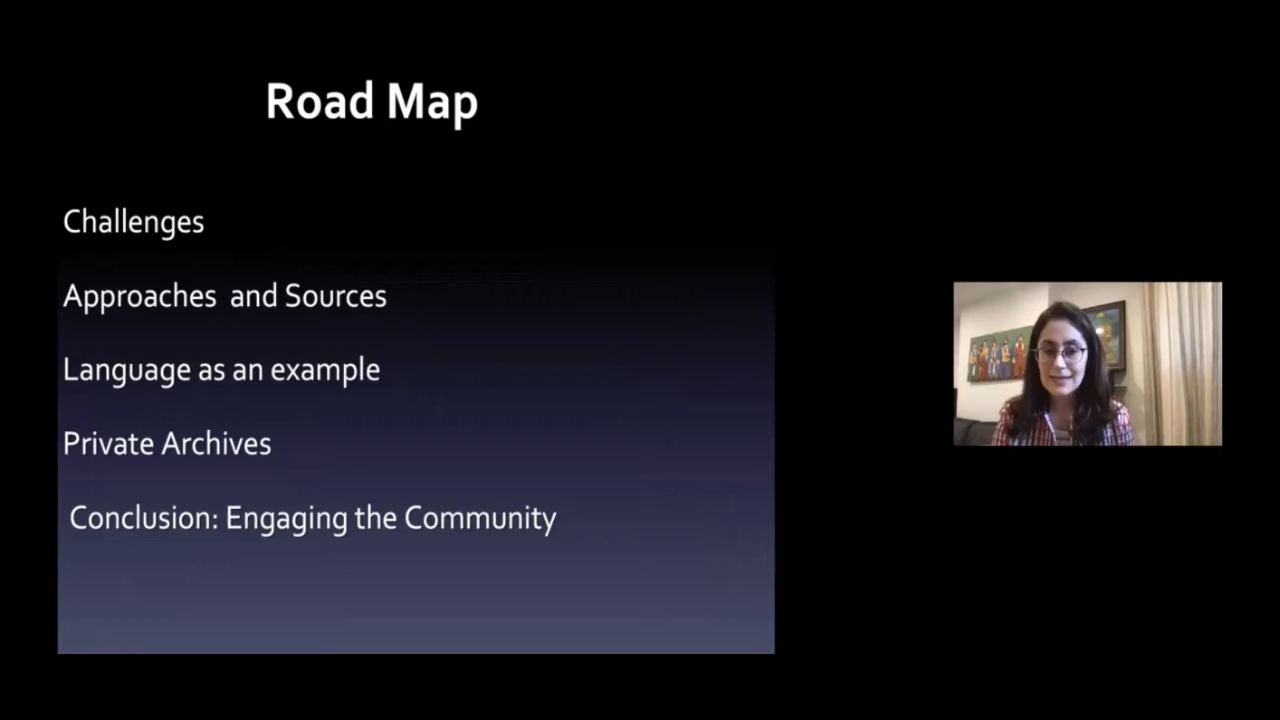 Road Map
Challenges
Approaches  and Sources
Language as an example
Private Archives
Conclusion: Engaging the Community